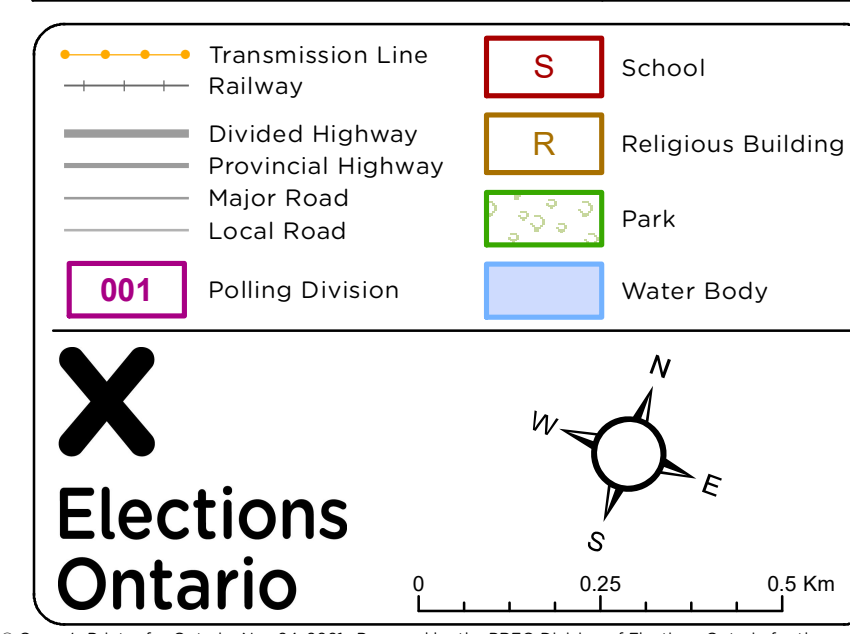 Transmission Line
Railway
Divided Highway
Provincial Highway
Major Road
Local Road
001 Polling Division
S School
R Religious Building
Park
Water Body
Elections
Ontario
N
W
E
S
0 0.25 0.5 Km